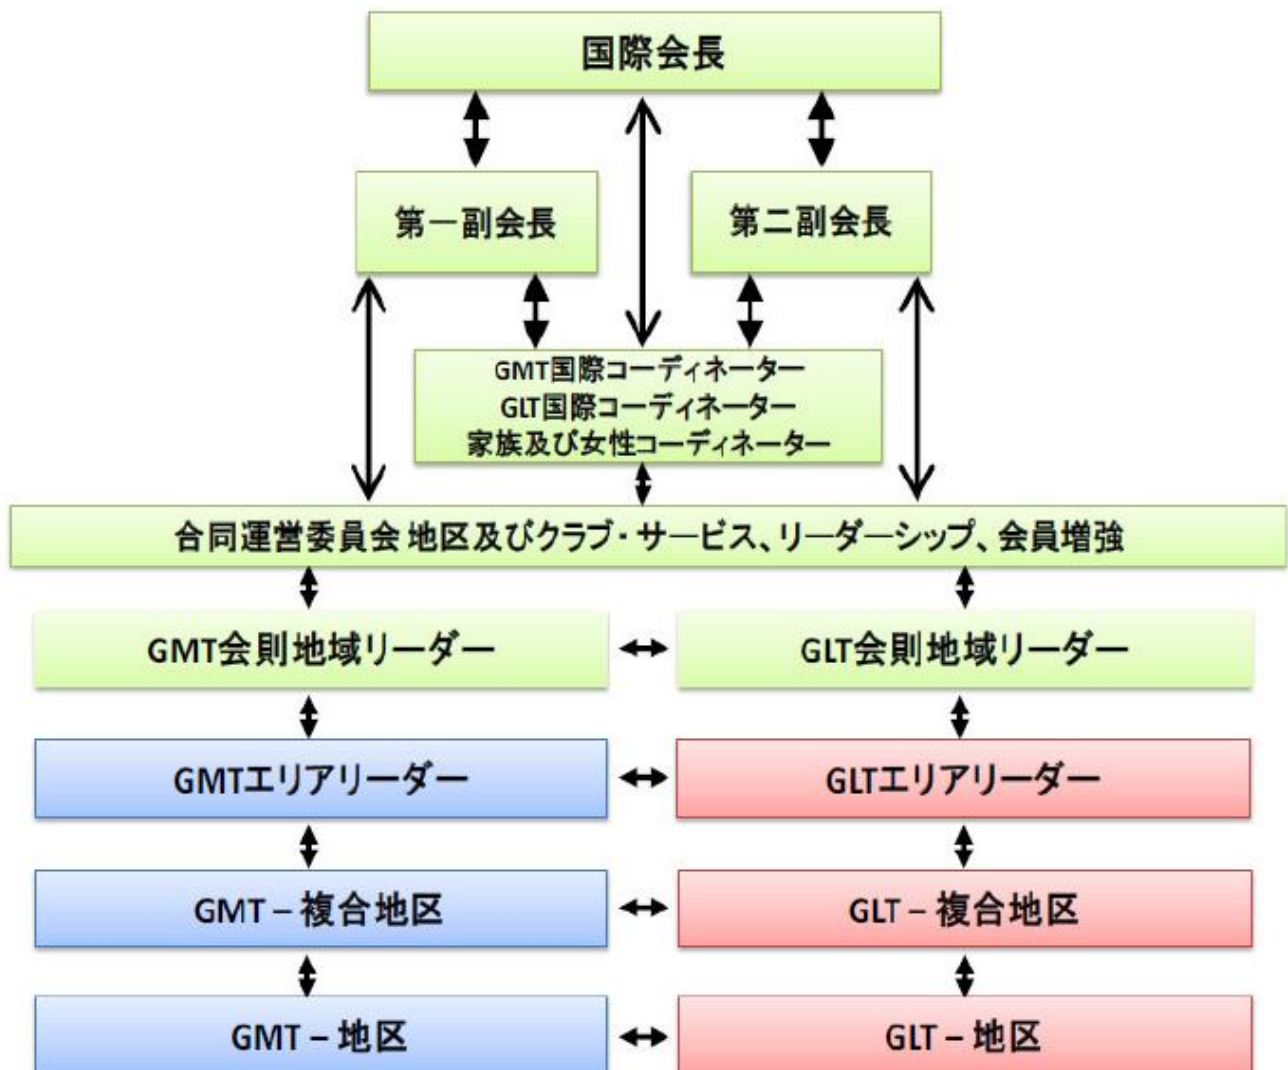 国際会長
第一副会長
第二副会長
GMT国際コーディネーター
GLT国際コーディネーター
家族及び女性コーディネーター
合同運営委員会 地区及びクラブ・サービス、リーダーシップ、会員増強
GMT会則地域リーダー
GLT会則地域リーダー
GMTエリアリーダー
GLTエリアリーダー
GMT – 複合地区
GLT – 複合地区
GMT – 地区
GLT – 地区